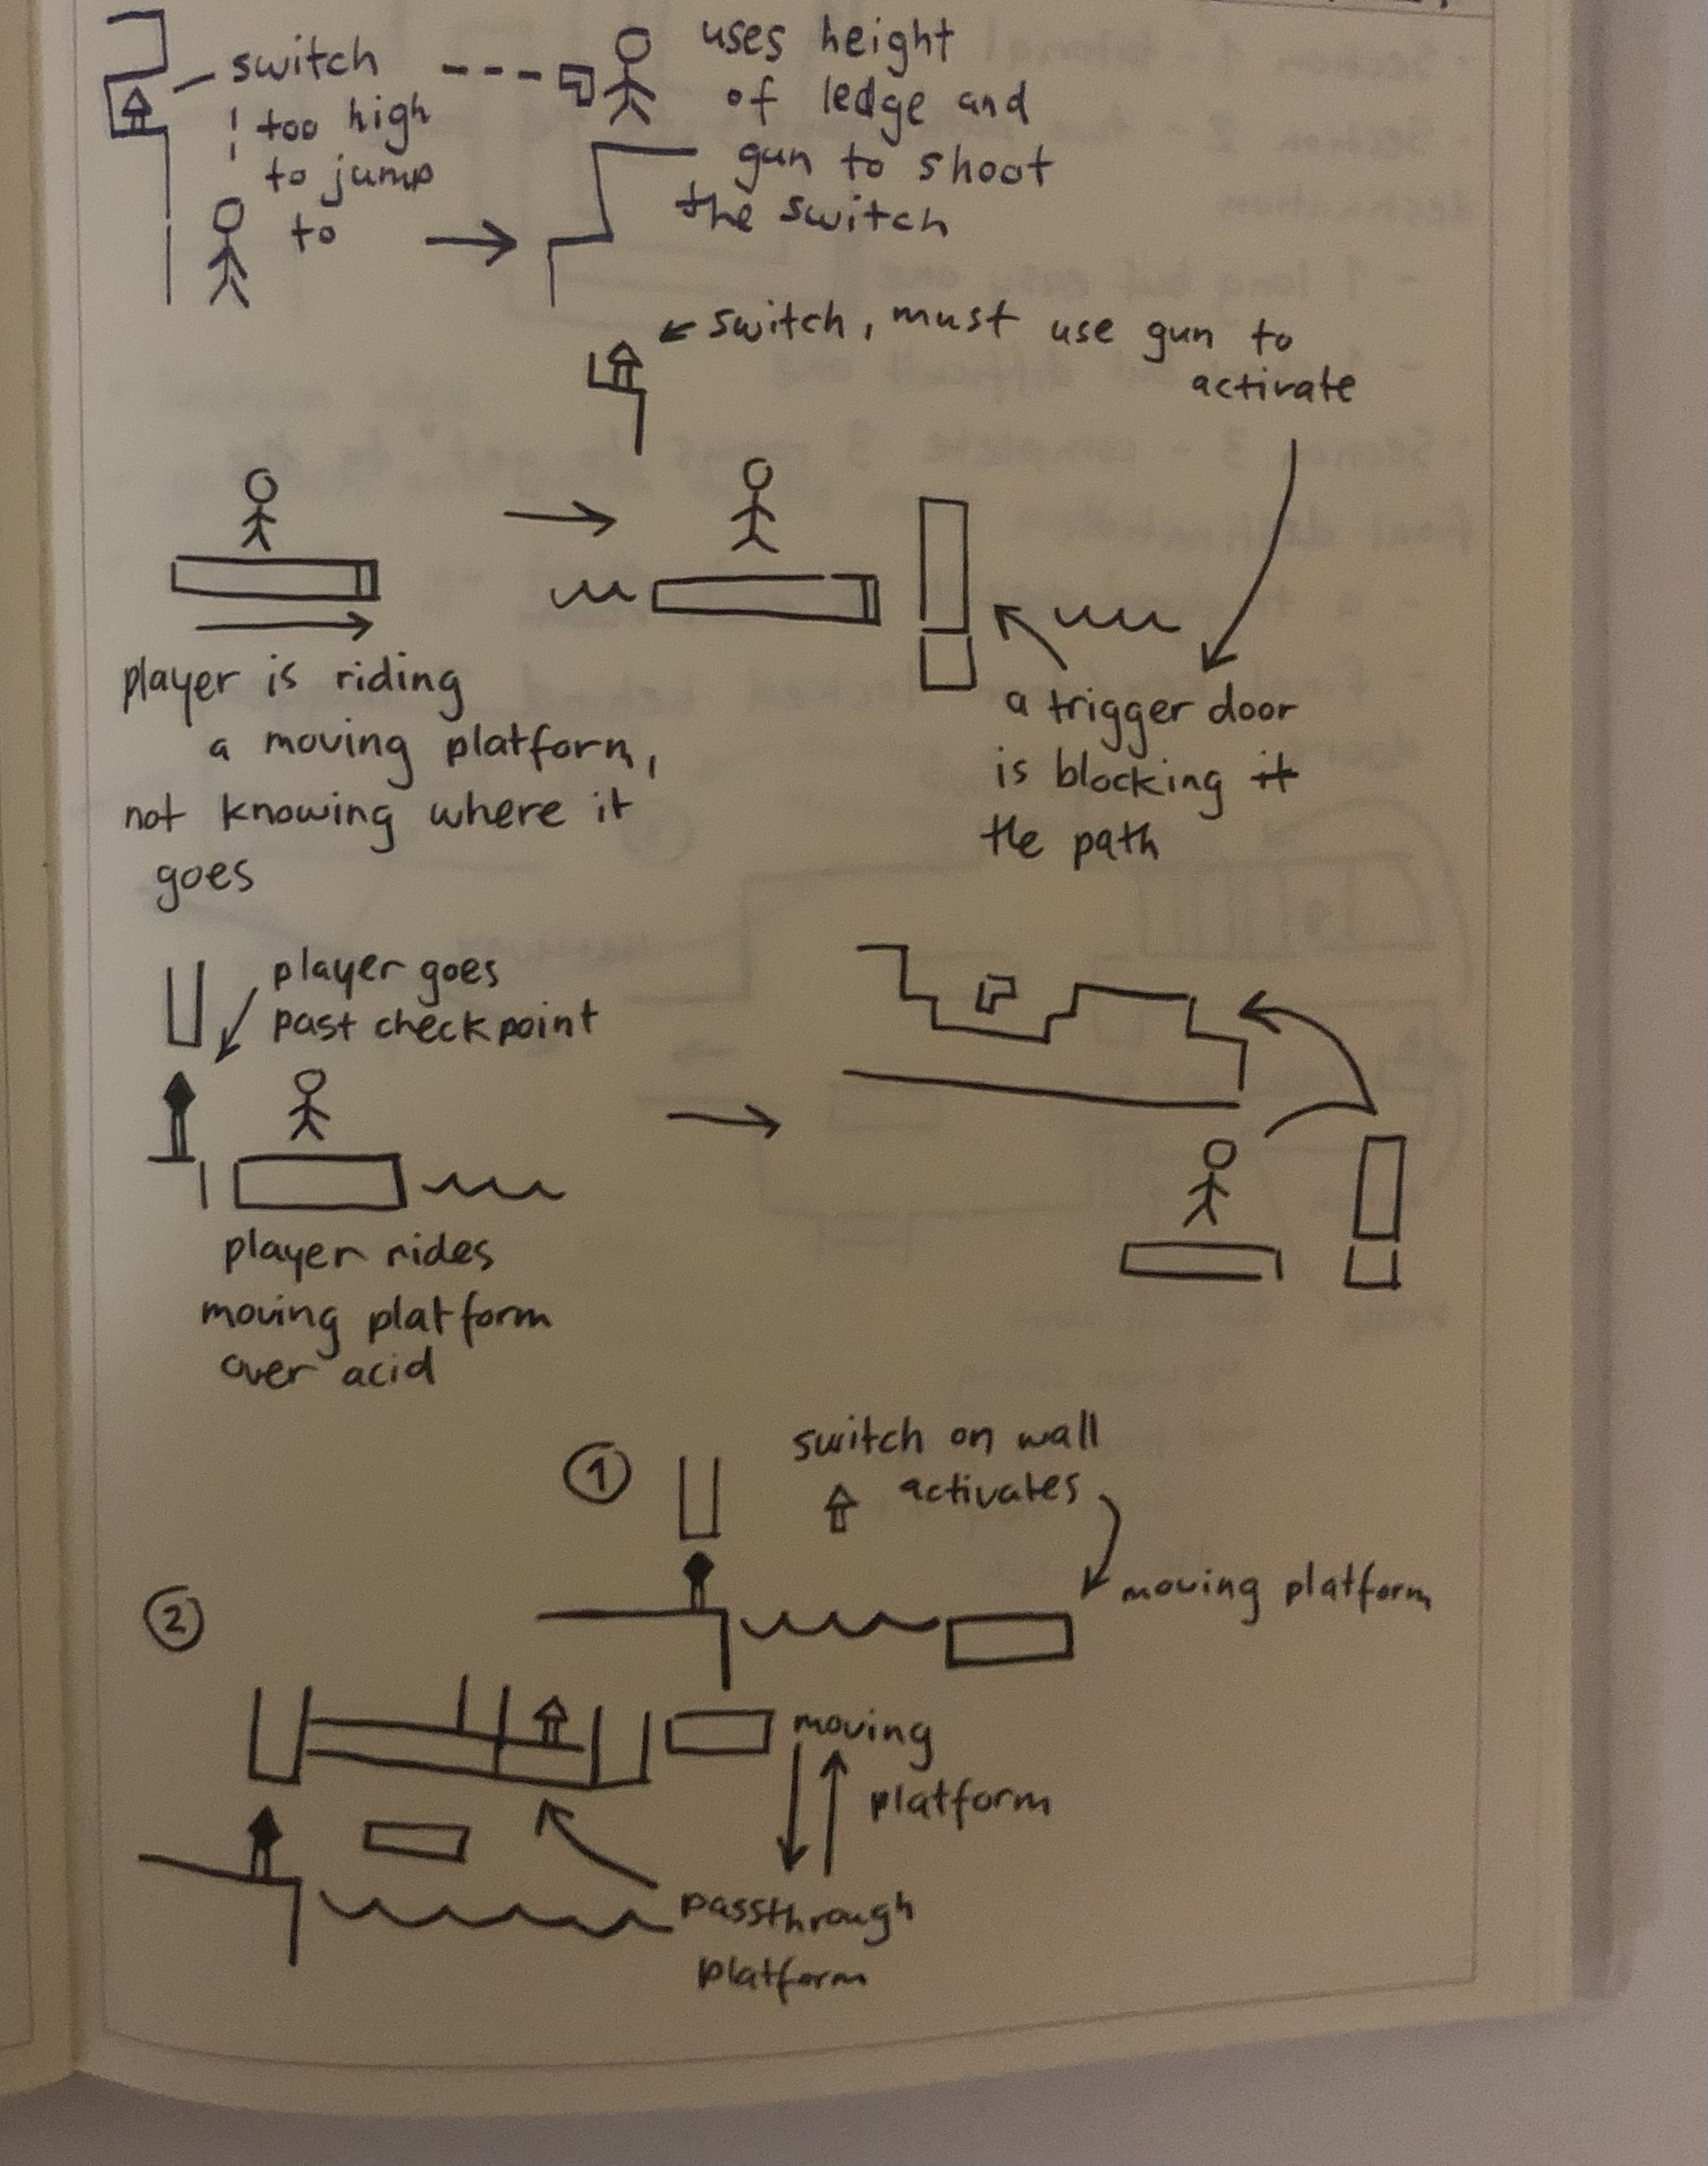 switch
too high
to jump
to
uses height
of ledge and
gun to shoot
the switch
switch, must use gun to
activate
player is riding
a moving platform,
not knowing where it
goes
a trigger door
is blocking it
the path
player goes
past checkpoint
player rides
moving platform
over acid
1
switch on wall
activates
moving platform
2
moving
platform
passthrough
platform